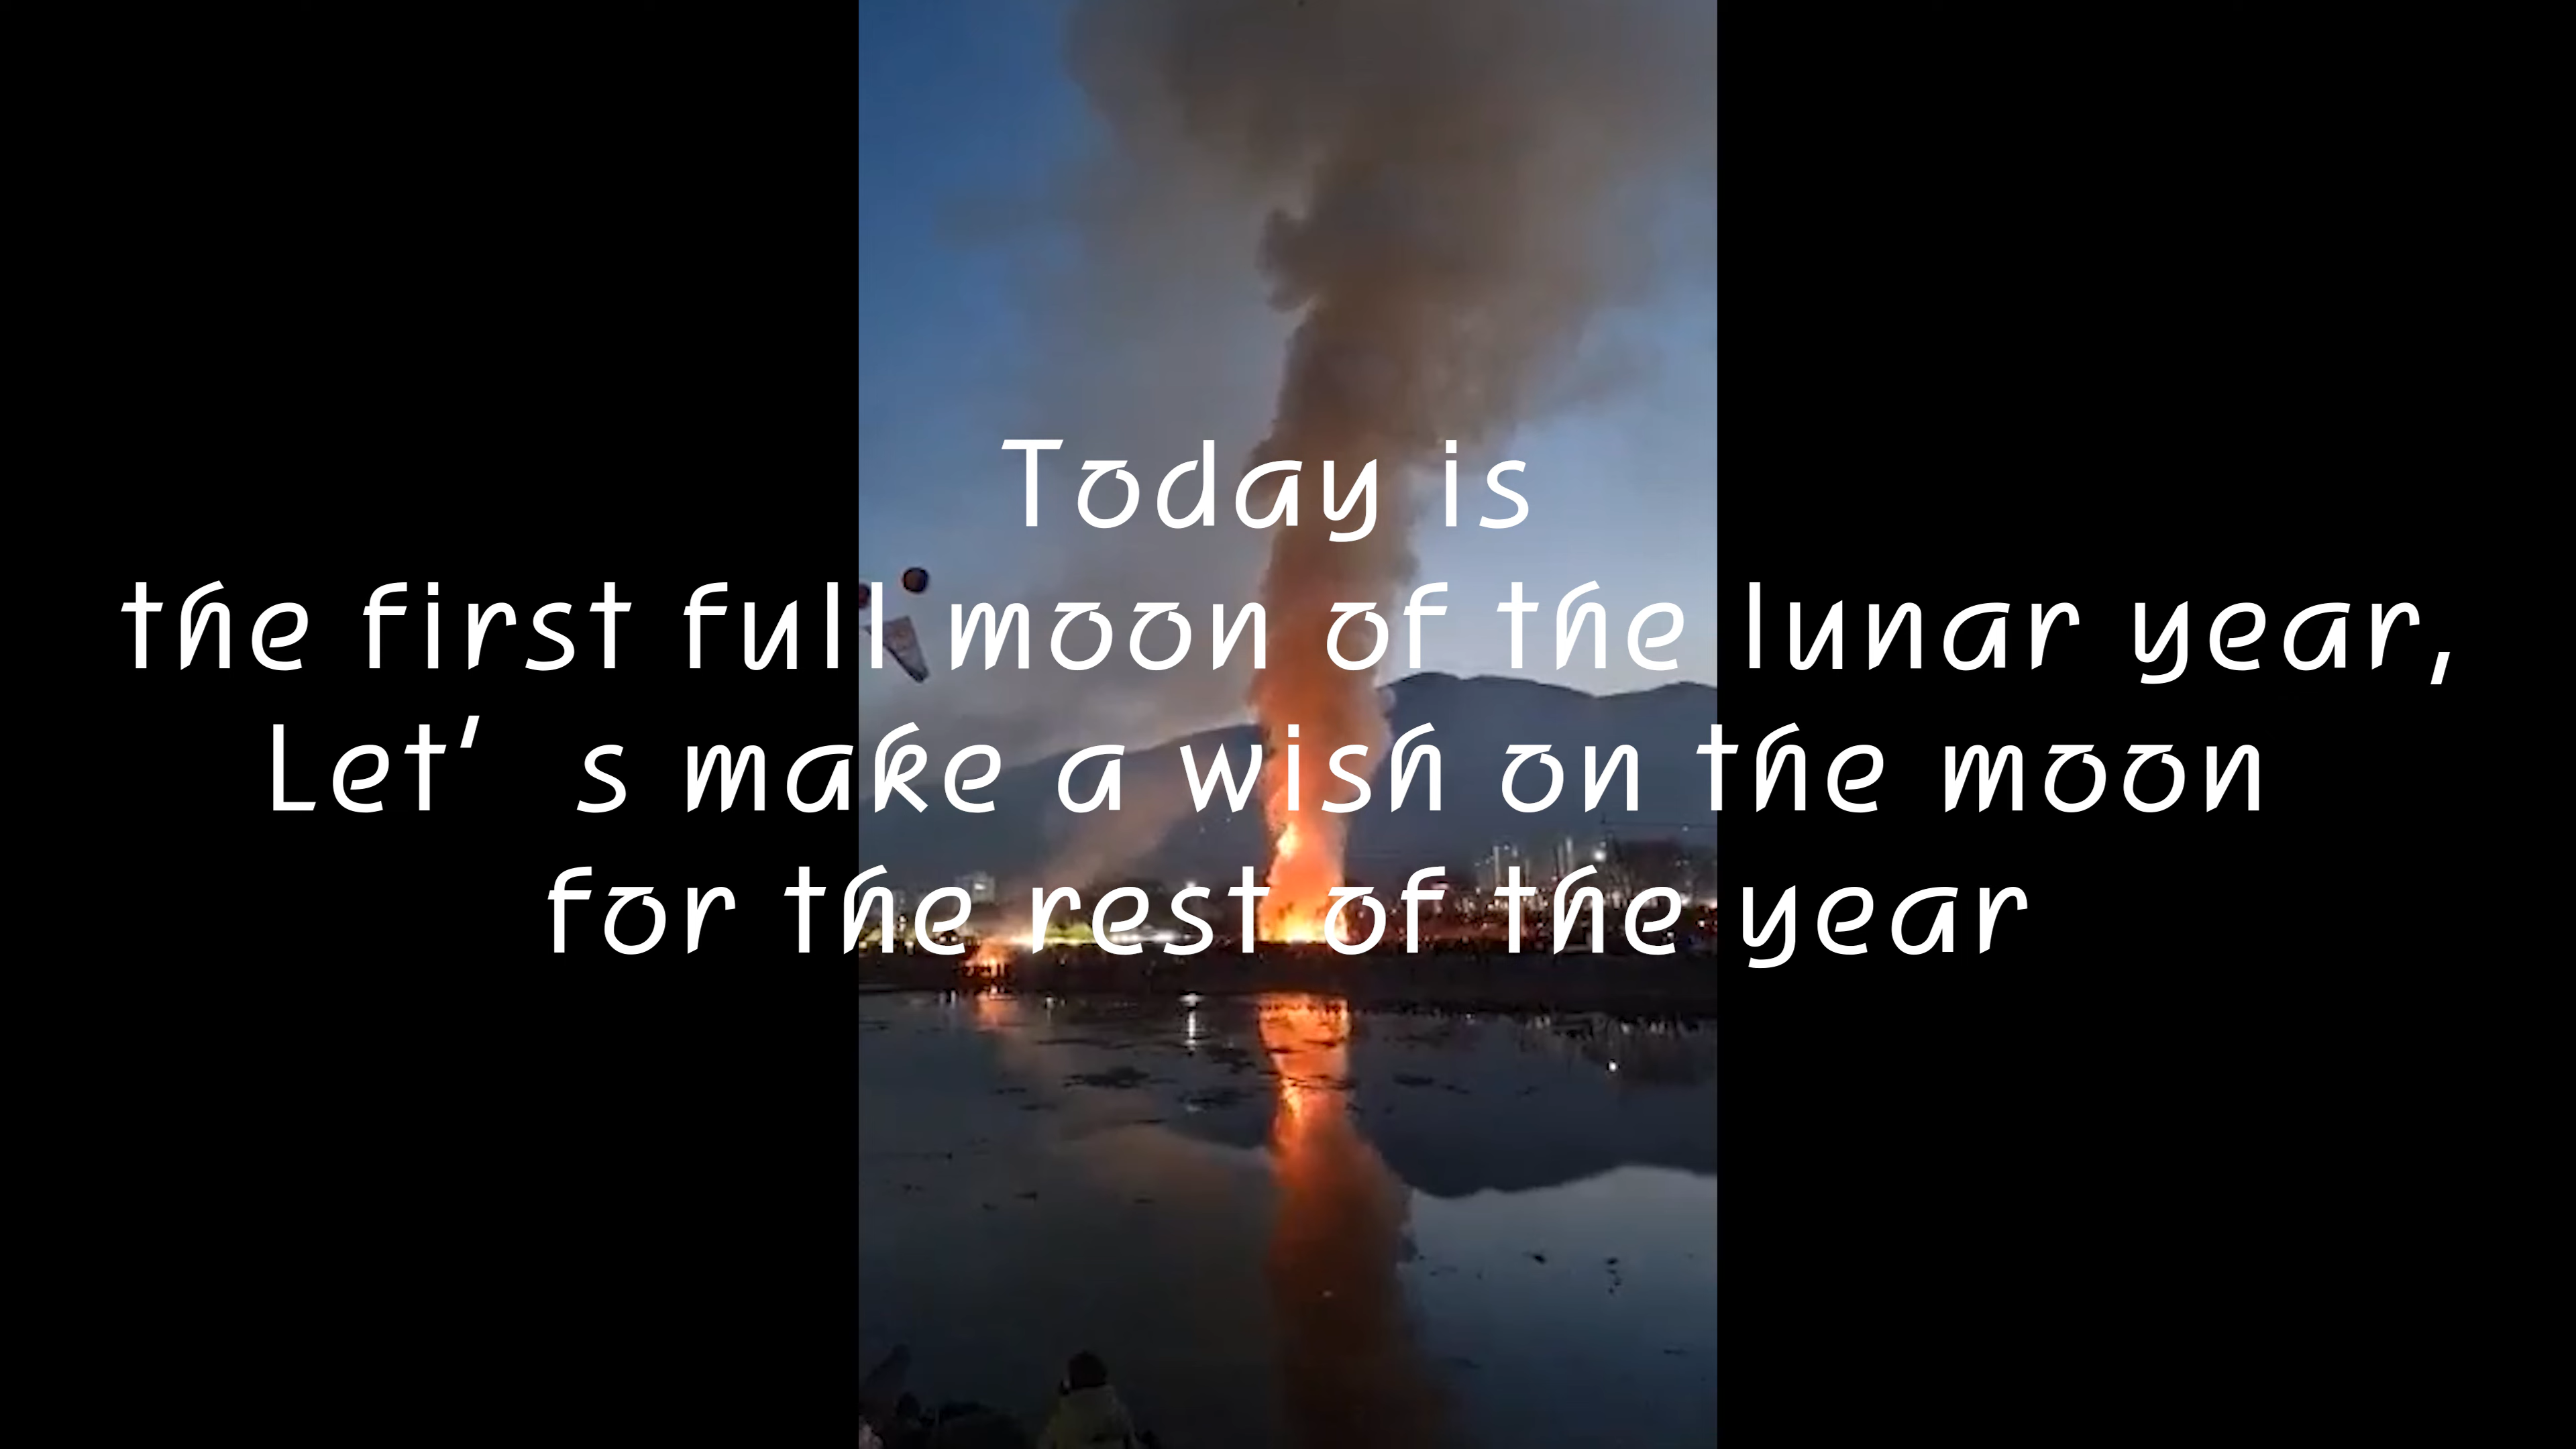 Today is
the first full moon of the lunar year,
Let's make a wish on the moon
for the rest of the year